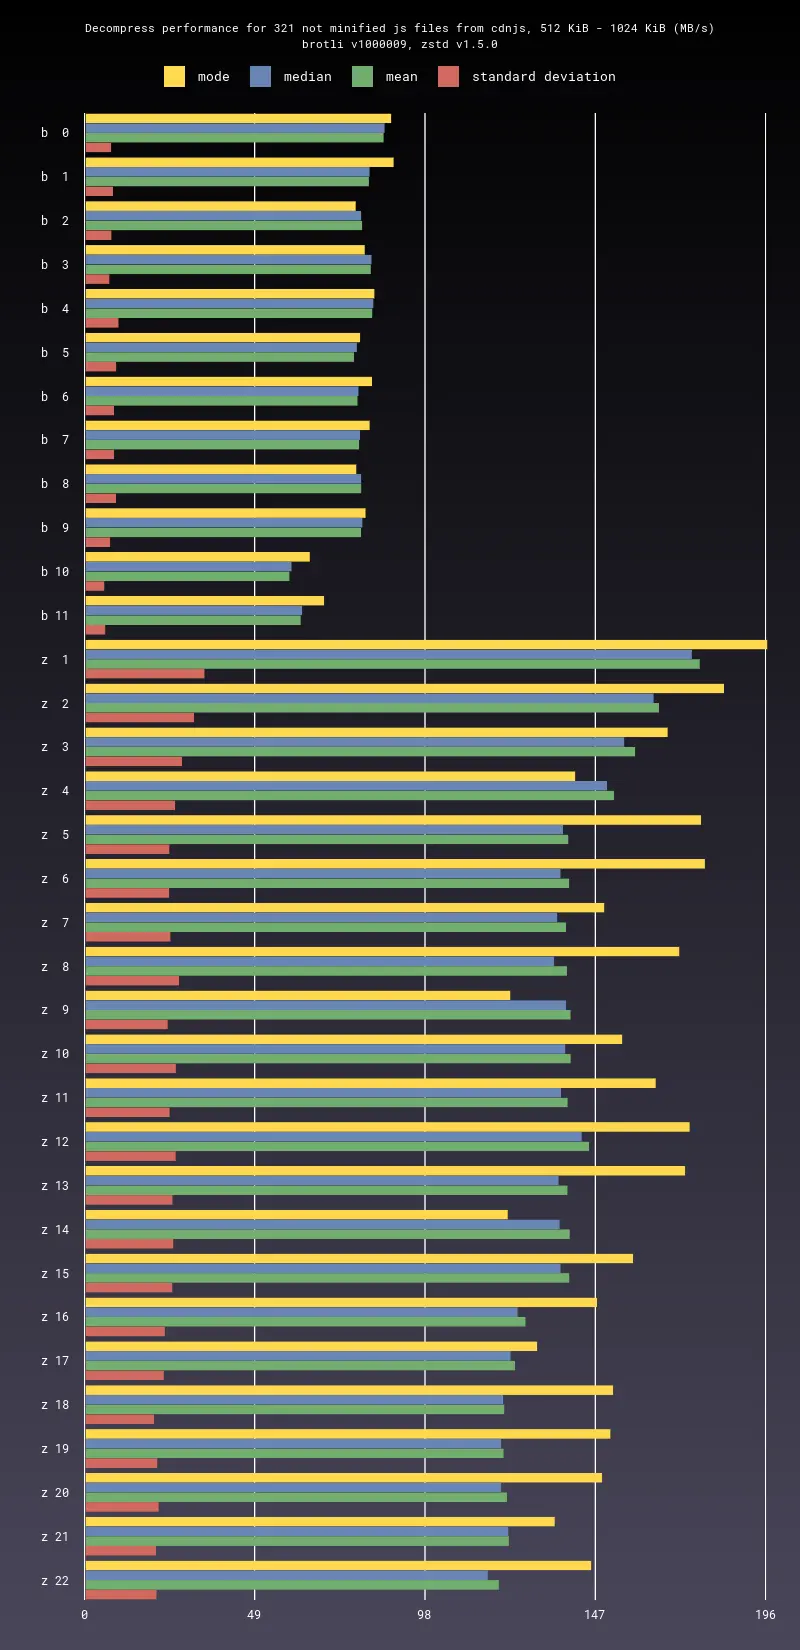 Decompress performance for 321 not minified js files from cdnjs, 512 KiB - 1024 KiB (MB/s)
brotli v1000009, zstd v1.5.0
mode median mean standard deviation
b 0
b 1
b 2
b 3
b 4
b 5
b 6
b 7
b 8
b 9
b 10
b 11
z 1
z 2
z 3
z 4
z 5
z 6
z 7
z 8
z 9
z 10
z 11
z 12
z 13
z 14
z 15
z 16
z 17
z 18
z 19
z 20
z 21
z 22
0 49 98 147 196